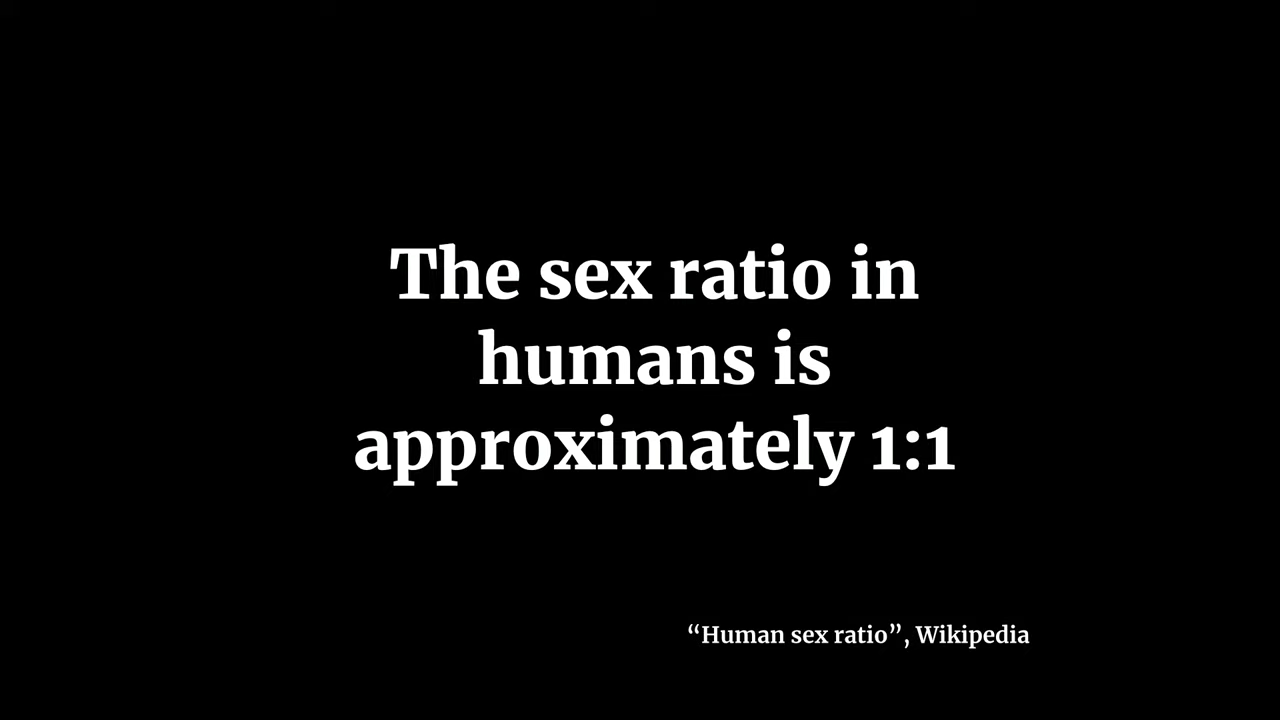 The sex ratio in
humans is
approximately 1:1
“Human sex ratio”, Wikipedia